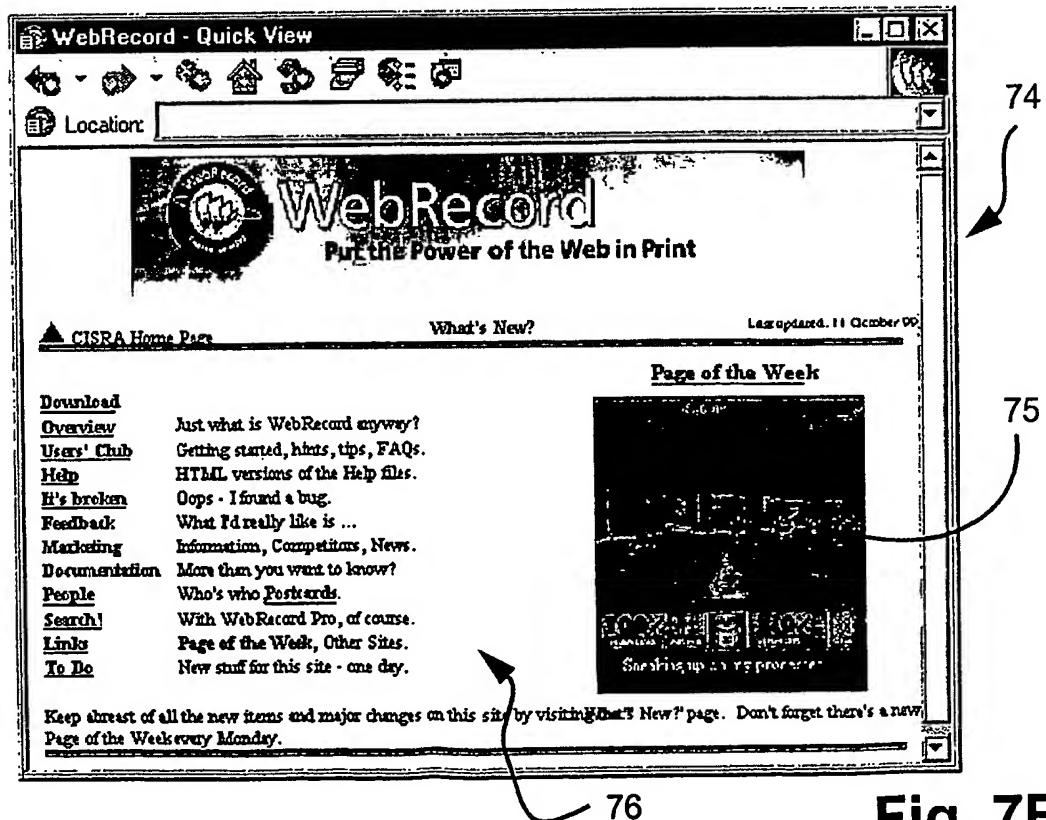 WebRecord - Quick View
Location:
74
WebRecord
Put the Power of the Web in Print
CISRA Home Page What's New? Last updated. 11 October 99
Page of the Week
Download
75
Overview Just what is WebRecord anyway?
Users' Club Getting started, hints, tips, FAQs.
Help HTML versions of the Help files.
It's broken Oops - I found a bug.
Feedback What I'd really like is ...
Marketing Information, Competitors, News.
Documentation More than you want to know?
People Who's who Postcards.
Search! With WebRecord Pro, of course.
Links Page of the Week, Other Sites.
To Do New stuff for this site - one day.
Keep abreast of all the new items and major changes on this site by visiting What's New?" page. Don't forget there's a new
Page of the Week every Monday.
76
Fig. 7B